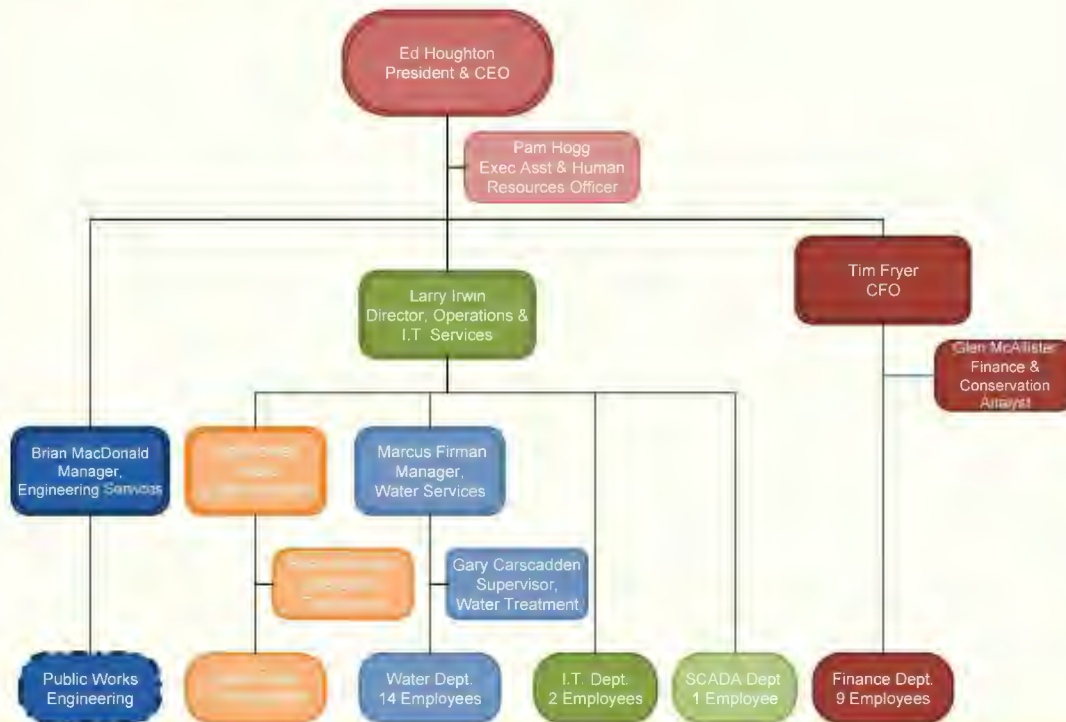 Ed Houghton
President & CEO
Pam Hogg
Exec Asst & Human
Resources Officer
Larry Irwin
Director, Operations &
I.T Services
Tim Fryer
CFO
Glen McAllister
Finance &
Conservation
Analyst
Brian MacDonald
Manager,
Engineering Services
Marcus Firman
Manager,
Water Services
Gary Carscadden
Supervisor,
Water Treatment
Public Works
Engineering
Water Dept.
14 Employees
I.T. Dept.
2 Employees
SCADA Dept
1 Employee
Finance Dept.
9 Employees